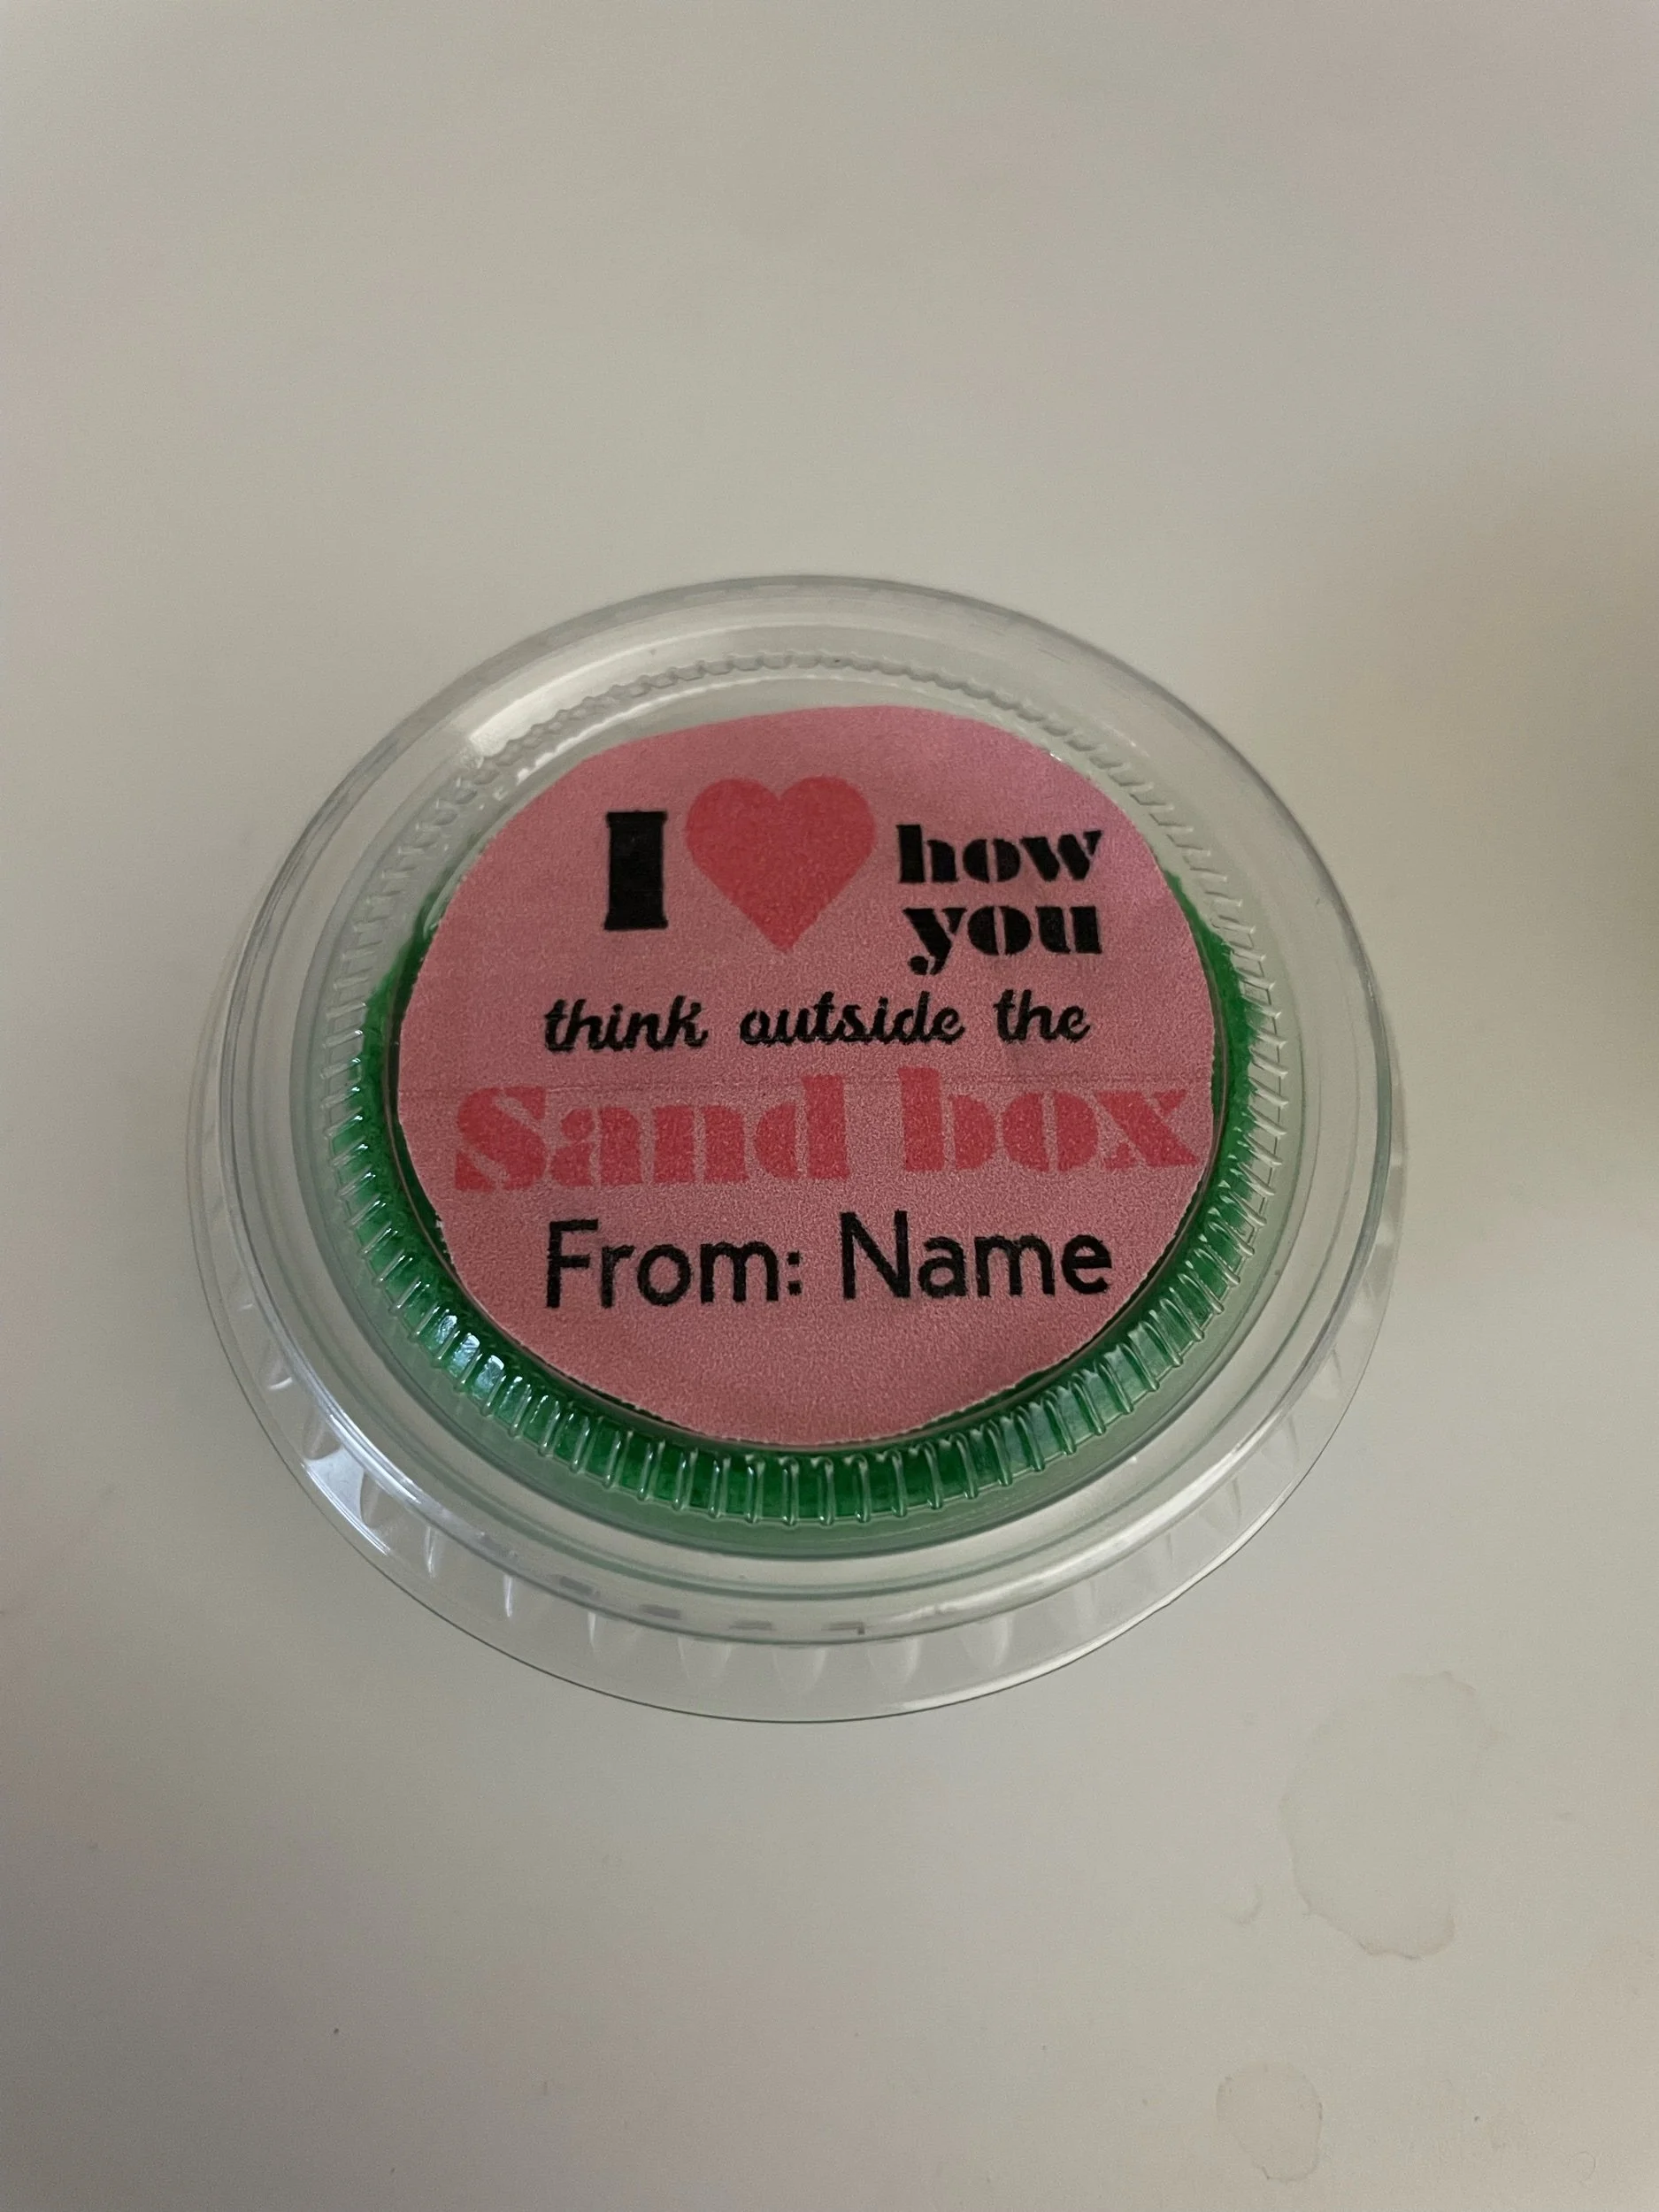 I ❤ how
you
think outside the
Sand box
From: Name